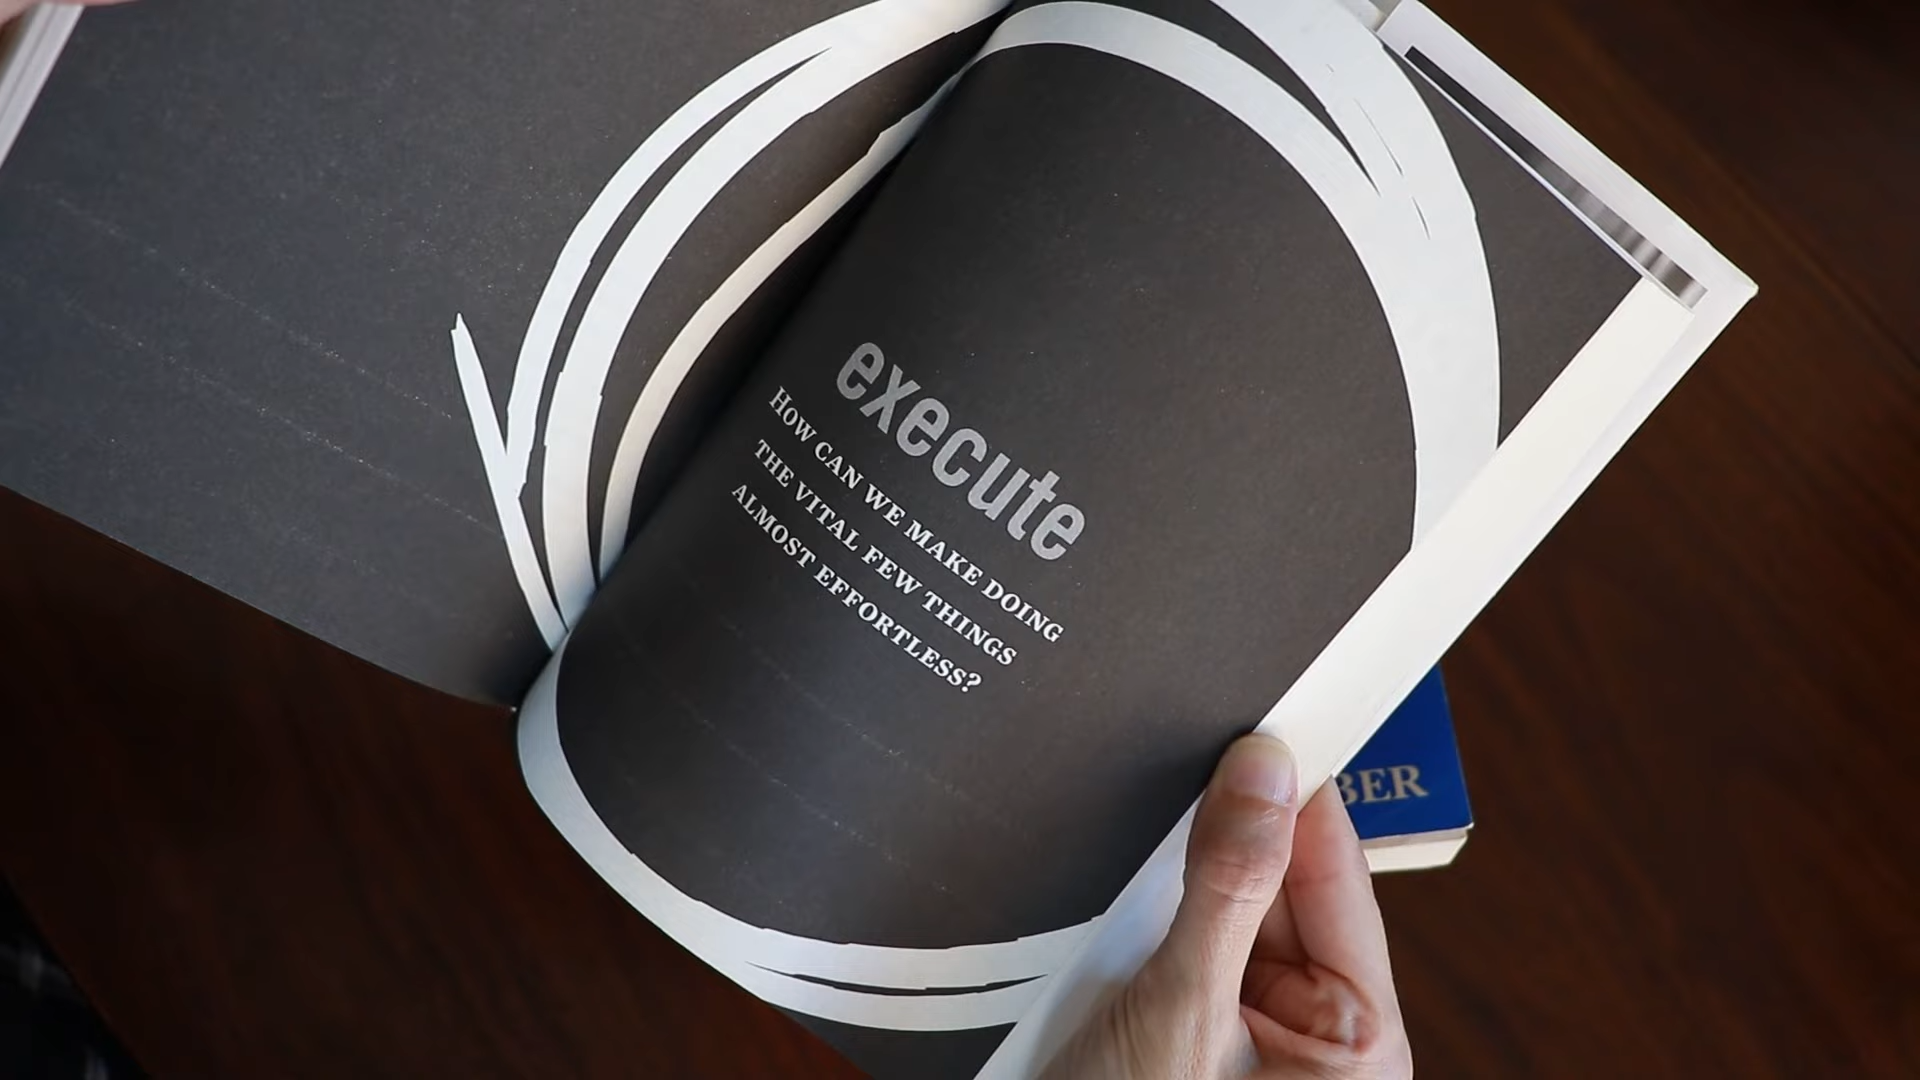 execute
HOW CAN WE MAKE DOING
THE VITAL FEW THINGS
ALMOST EFFORTLESS?
BER